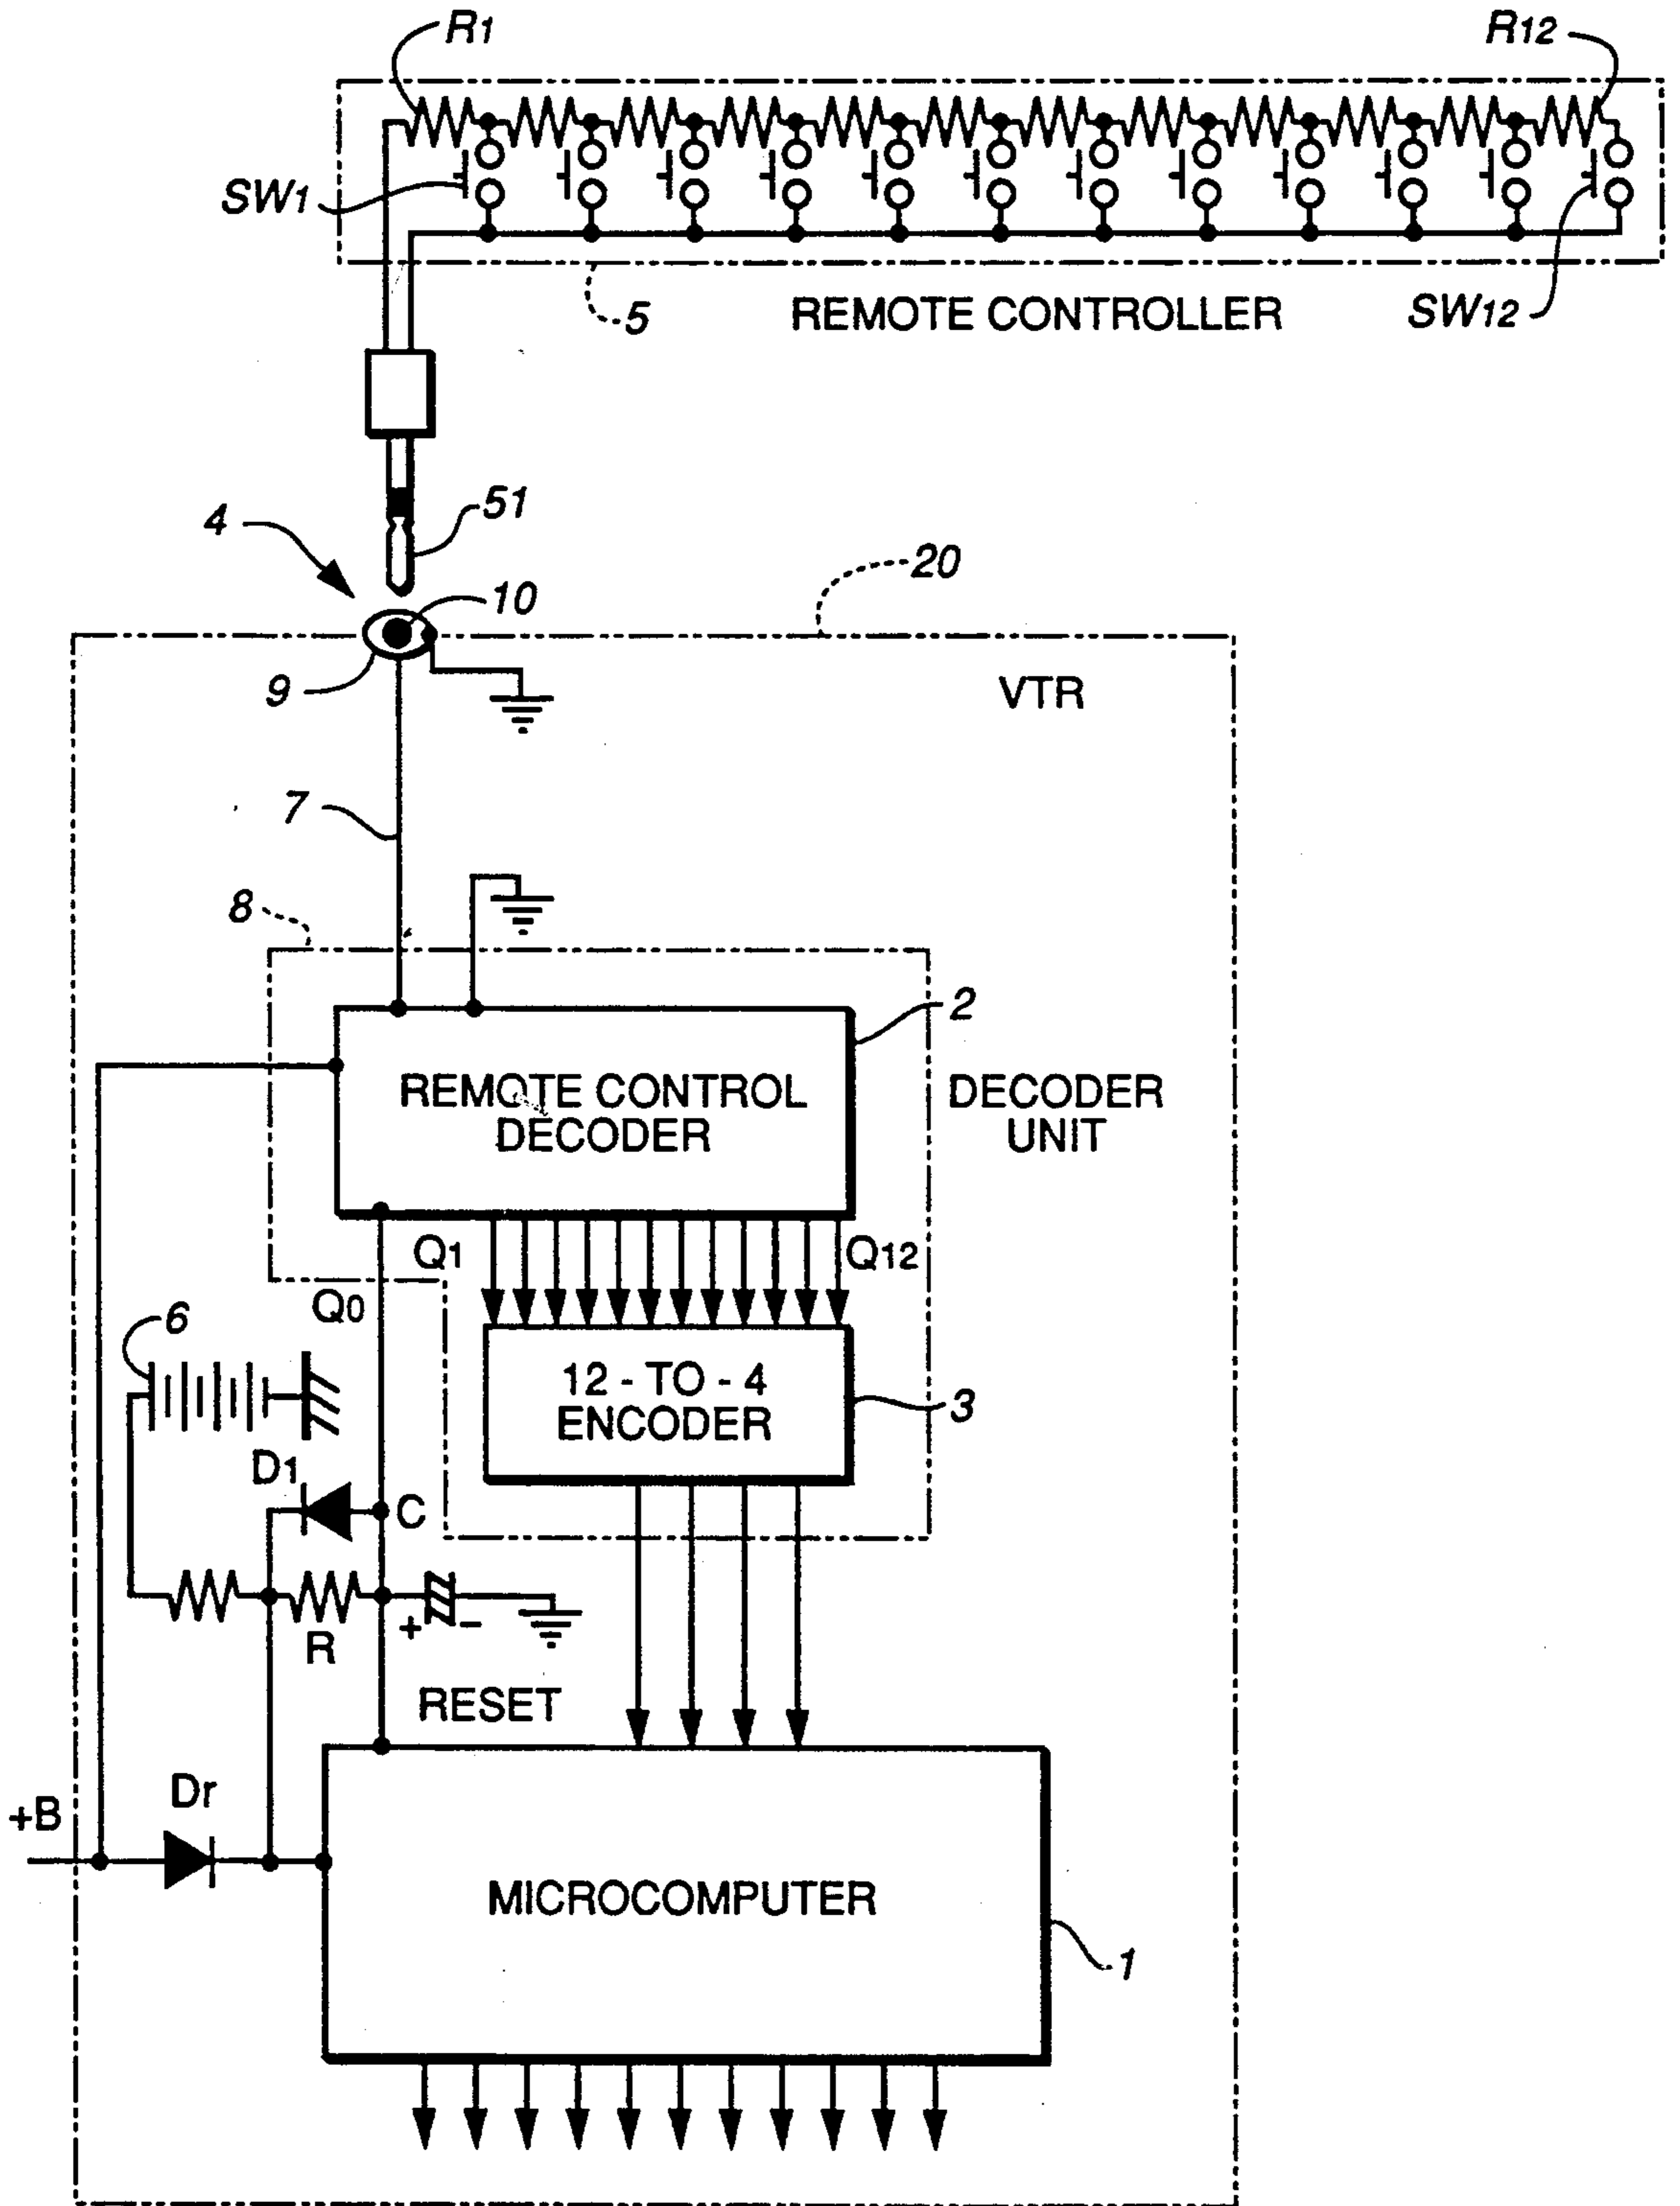 R1
R12
SW1
5
REMOTE CONTROLLER
SW12
4
51
10
20
9
VTR
7
8
2
REMOTE CONTROL
DECODER
DECODER
UNIT
Q1
Q12
Q0
6
12 - TO - 4
ENCODER
3
D1
C
R
+
-
RESET
Dr
+B
MICROCOMPUTER
1